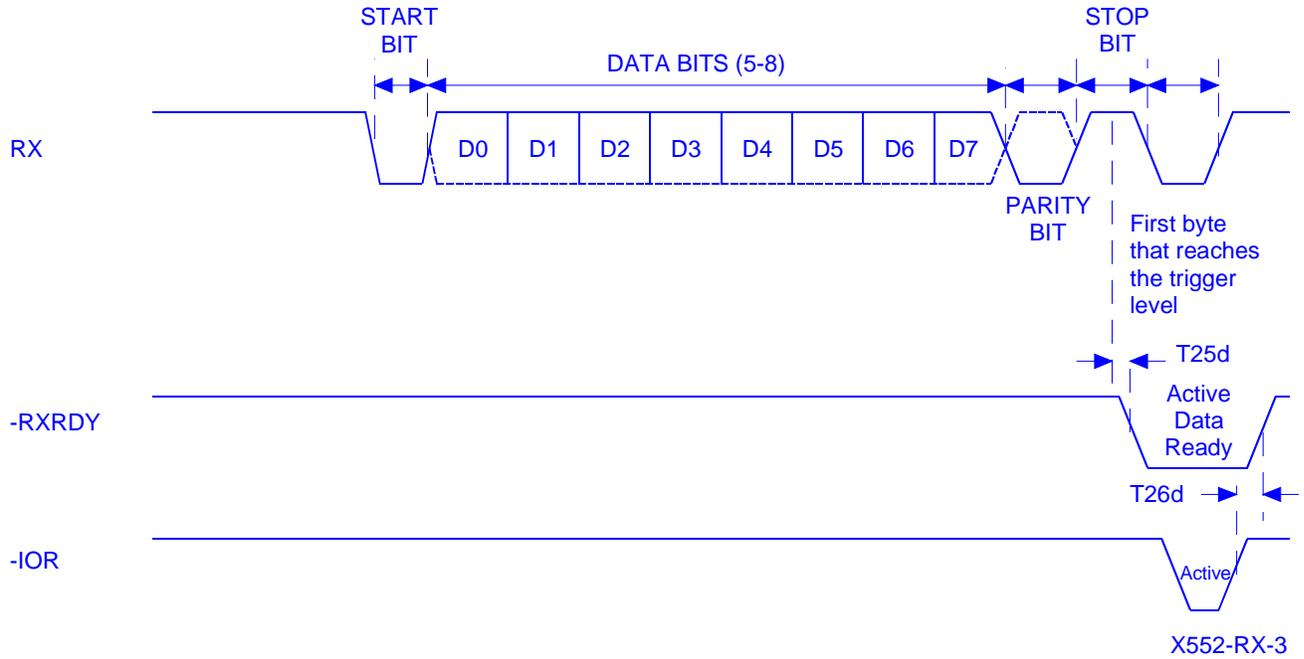 START
BIT
STOP
BIT
DATA BITS (5-8)
RX
D0 D1 D2 D3 D4 D5 D6 D7
PARITY
BIT
First byte
that reaches
the trigger
level
T25d
-RXRDY
Active
Data
Ready
T26d
-IOR
Active
X552-RX-3